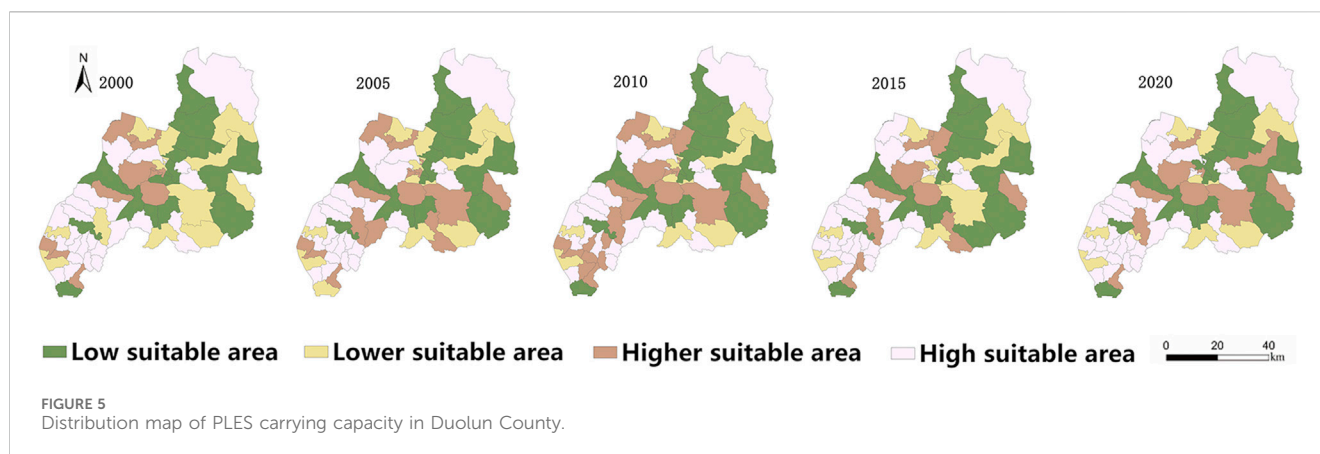 N
2000
2005
2010
2015
2020
Low suitable area
Lower suitable area
Higher suitable area
High suitable area
0 20 40
km
FIGURE 5
Distribution map of PLES carrying capacity in Duolun County.